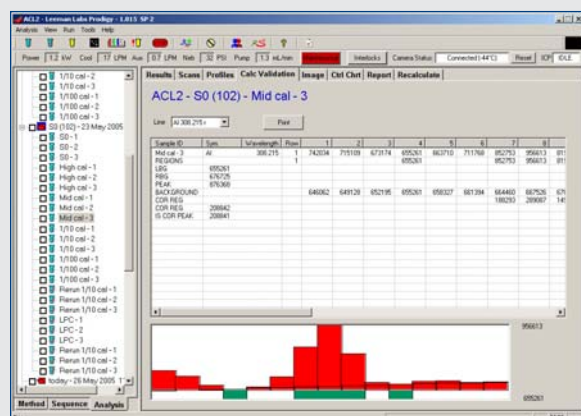 ACL2 - Leeman Labs Prodigy - 1.015 SP-2
Analysis View Run Tools Help
Power 1.2 kW Cool 17 LPM Aux 0.7 LPM Neb 32 PSI Pump 1.3 mL/min Interlocks Camera Status Connected (-44°C) Reset ICP IDLE
Results Scans Profiles Calc Validation Image Ctrl Chrt Report Recalculate
ACL2 - S0 (102) - Mid cal - 3
Line Al 308.215 r Print
Sample ID Sym Wavelength Row 1 2 3 4 5 6 7 8 9
Mid cal - 3 Al 308.215 1 742034 715109 673174 655261 663710 711768 852753 956613
REGIONS 1 655261 852753 956613
LBG 655261
RBG 676725
PEAK 876368
BACKGROUND 646062 649128 652195 655261 658327 661394 664460 667526
COR REG 188293 289087
COR REG 208842
IS COR PEAK 208841
956613
655261
1/10 cal - 2
1/10 cal - 3
1/100 cal - 1
1/100 cal - 2
1/100 cal - 3
S0 (102) - 23 May 2005
S0 - 1
S0 - 2
S0 - 3
High cal - 1
High cal - 2
High cal - 3
Mid cal - 1
Mid cal - 2
Mid cal - 3
1/10 cal - 1
1/10 cal - 2
1/10 cal - 3
1/100 cal - 1
1/100 cal - 2
1/100 cal - 3
Rerun 1/10 cal - 1
Rerun 1/10 cal - 2
Rerun 1/10 cal - 3
LPC - 1
LPC - 2
LPC - 3
Rerun 1/10 cal - 1
Rerun 1/10 cal - 2
Rerun 1/10 cal - 3
today - 26 May 2005
Method Sequence Analysis